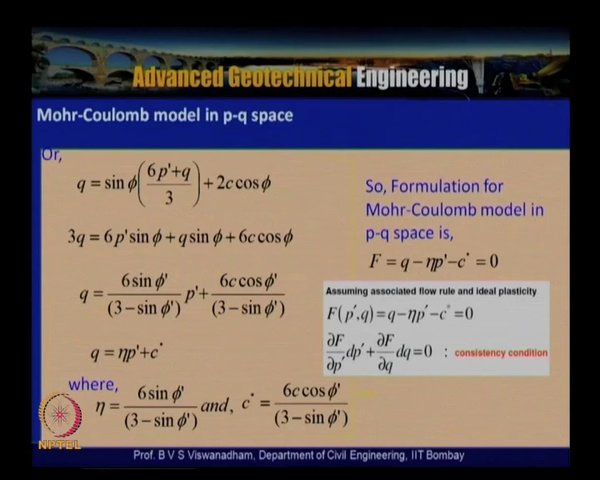 Advanced Geotechnical Engineering
Mohr-Coulomb model in p-q space
Or,
q = sin ϕ ( (6p'+q) / 3 ) + 2c cos ϕ
3q = 6p' sin ϕ + q sin ϕ + 6c cos ϕ
q = (6 sin ϕ') / (3 − sin ϕ') p' + (6c cos ϕ') / (3 − sin ϕ')
q = ηp'+c*
where,
η = (6 sin ϕ') / (3 − sin ϕ') and, c* = (6c cos ϕ') / (3 − sin ϕ')
So, Formulation for
Mohr-Coulomb model in
p-q space is,
F = q − ηp'−c* = 0
Assuming associated flow rule and ideal plasticity
F(p',q)=q−ηp'−c*=0
∂F/∂p' dp' + ∂F/∂q dq=0 : consistency condition
NPTEL
Prof. B V S Viswanadham, Department of Civil Engineering, IIT Bombay